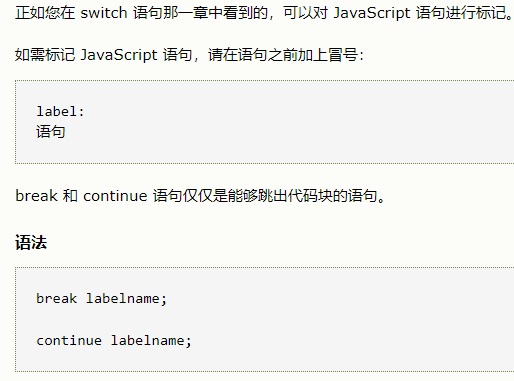 正如您在 switch 语句那一章中看到的，可以对 JavaScript 语句进行标记。
如需标记 JavaScript 语句，请在语句之前加上冒号：
label:
语句
break 和 continue 语句仅仅是能够跳出代码块的语句。
语法
break labelname;
continue labelname;